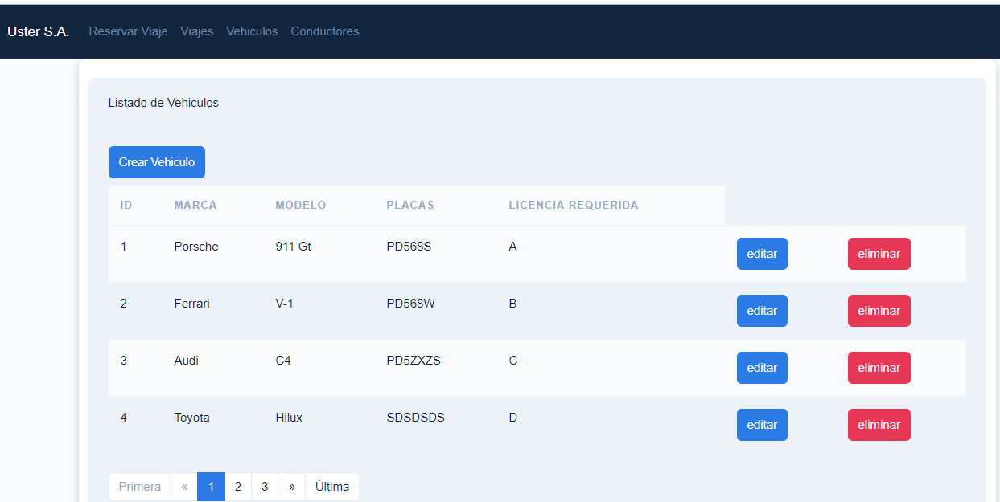 Uster S.A. Reservar Viaje Viajes Vehiculos Conductores
Listado de Vehiculos
Crear Vehiculo
ID MARCA MODELO PLACAS LICENCIA REQUERIDA
1 Porsche 911 Gt PD568S A editar eliminar
2 Ferrari V-1 PD568W B editar eliminar
3 Audi C4 PD5ZXZS C editar eliminar
4 Toyota Hilux SDSDSDS D editar eliminar
Primera « 1 2 3 » Última